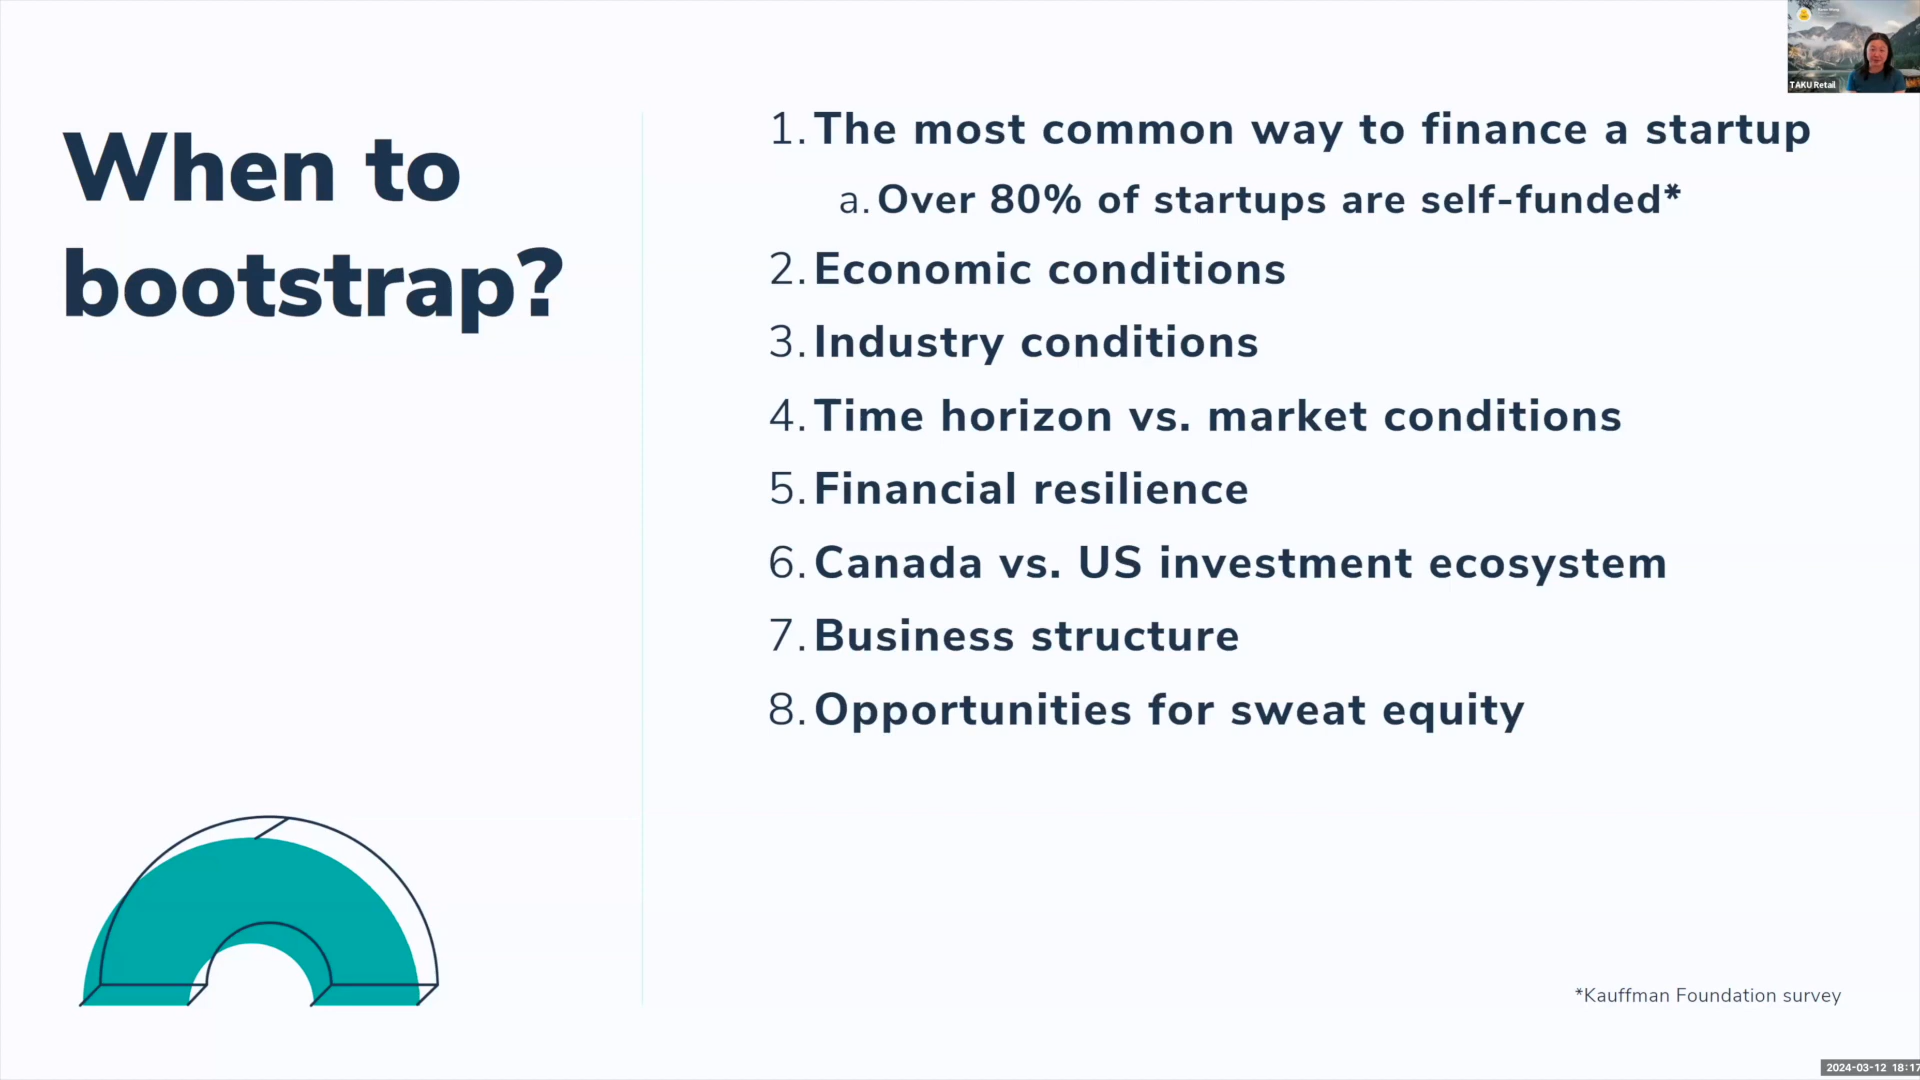 When to
bootstrap?
1. The most common way to finance a startup
a. Over 80% of startups are self-funded*
2. Economic conditions
3. Industry conditions
4. Time horizon vs. market conditions
5. Financial resilience
6. Canada vs. US investment ecosystem
7. Business structure
8. Opportunities for sweat equity
*Kauffman Foundation survey
TAKU Retail
2024-03-12 18:17